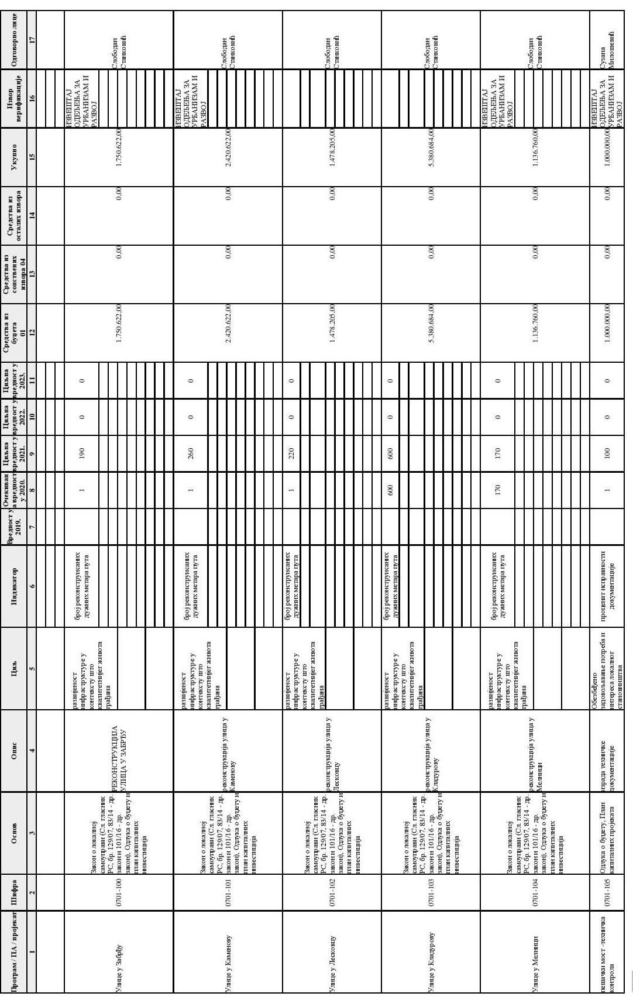 Програм / ПА / пројекат
Шифра
Основ
Опис
Циљ
Индикатор
Вредност у
2019.
Очекиван
а вредност
у 2020.
Циљна
вредност у
2021.
Циљна
вредност у
2022.
Циљна
вредност у
2023.
Средства из
буџета
01
Средства из
сопствених
извора 04
Средства из
осталих извора
Укупно
Извор
верификације
Одговорно лице
1
2
3
4
5
6
7
8
9
10
11
12
13
14
15
16
17
Улице у Забрђу
0701-100
Закон о локалној
самоуправи (Сл. гласник
РС, бр. 129/07, 83/14 - др.
закон и 101/16 - др.
закон), Одлука о буџету и
план капиталних
инвестиција
РЕКОНСТРУКЦИЈА
УЛИЦА У ЗАБРЂУ
развијеност
инфраструктуре у
контексту што
квалитетнијег живота
грађана
број реконструисаних
дужних метара пута
1
190
0
0
1.750.622,00
0,00
0,00
1.750.622,00
ИЗВЕШТАЈ
ОДЕЉЕЊА ЗА
УРБАНИЗАМ И
РАЗВОЈ
Слободан
Станковић
Улице у Каменову
0701-101
Закон о локалној
самоуправи (Сл. гласник
РС, бр. 129/07, 83/14 - др.
закон и 101/16 - др.
закон), Одлука о буџету и
план капиталних
инвестиција
реконструкција улица у
Каменову
развијеност
инфраструктуре у
контексту што
квалитетнијег живота
грађана
број реконструисаних
дужних метара пута
1
260
0
0
2.420.622,00
0,00
0,00
2.420.622,00
ИЗВЕШТАЈ
ОДЕЉЕЊА ЗА
УРБАНИЗАМ И
РАЗВОЈ
Слободан
Станковић
Улице у Лесковцу
0701-102
Закон о локалној
самоуправи (Сл. гласник
РС, бр. 129/07, 83/14 - др.
закон и 101/16 - др.
закон), Одлука о буџету и
план капиталних
инвестиција
реконструкција улица у
Лесковцу
развијеност
инфраструктуре у
контексту што
квалитетнијег живота
грађана
број реконструисаних
дужних метара пута
1
220
0
0
1.478.205,00
0,00
0,00
1.478.205,00
Слободан
Станковић
Улице у Кладурову
0701-103
Закон о локалној
самоуправи (Сл. гласник
РС, бр. 129/07, 83/14 - др.
закон и 101/16 - др.
закон), Одлука о буџету и
план капиталних
инвестиција
реконструкција улица у
Кладурову
развијеност
инфраструктуре у
контексту што
квалитетнијег живота
грађана
број реконструисаних
дужних метара пута
600
600
0
0
5.380.684,00
0,00
0,00
5.380.684,00
Слободан
Станковић
Улице у Мелници
0701-104
Закон о локалној
самоуправи (Сл. гласник
РС, бр. 129/07, 83/14 - др.
закон и 101/16 - др.
закон), Одлука о буџету и
план капиталних
инвестиција
реконструкција улица у
Мелници
развијеност
инфраструктуре у
контексту што
квалитетнијег живота
грађана
број реконструисаних
дужних метара пута
170
170
0
0
1.136.760,00
0,00
0,00
1.136.760,00
ИЗВЕШТАЈ
ОДЕЉЕЊА ЗА
УРБАНИЗАМ И
РАЗВОЈ
Слободан
Станковић
пешачки мост -техничка
контрола
0701-105
Одлука о буџету, План
капиталних пројеката
израда техничке
документације
Обезбеђено
задовољавање потреба и
интереса локалног
становништва
проценат исправности
документације
1
100
0
0
1.000.000,00
0,00
0,00
1.000.000,00
ИЗВЕШТАЈ
ОДЕЉЕЊА ЗА
УРБАНИЗАМ И
РАЗВОЈ
Сузана
Милошевић